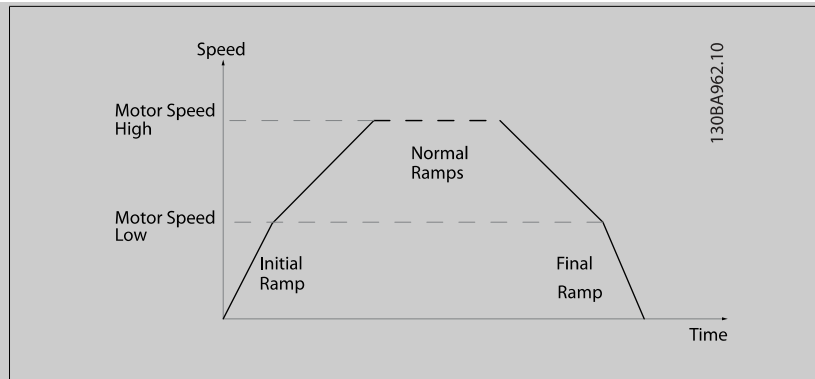 Speed
130BA962.10
Motor Speed
High
Normal
Ramps
Motor Speed
Low
Initial
Ramp
Final
Ramp
Time